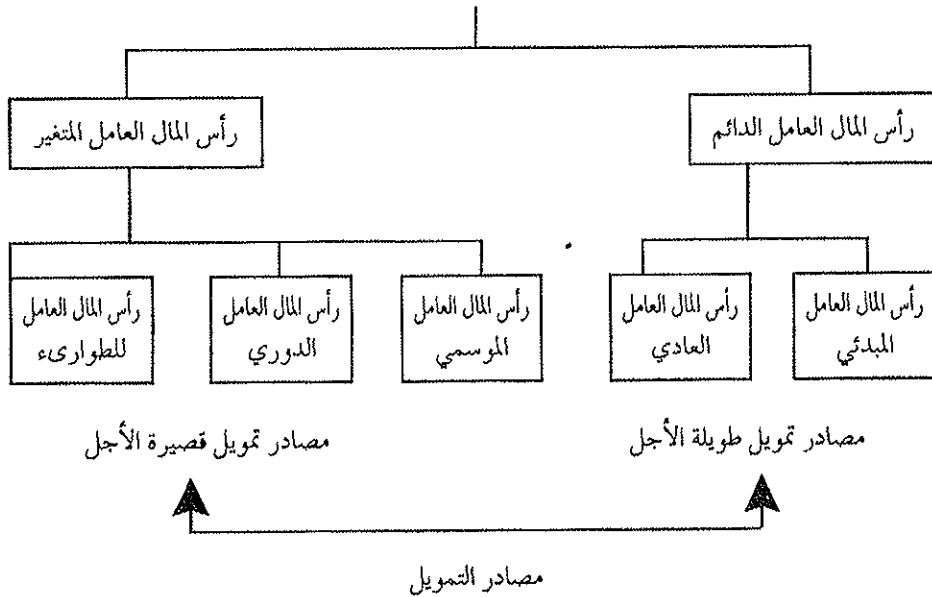 رأس المال العامل الدائم
رأس المال العامل المتغير
رأس المال العامل
المبدئي
رأس المال العامل
العادي
رأس المال العامل
الموسمي
رأس المال العامل
الدوري
رأس المال العامل
للطوارىء
مصادر تمويل طويلة الأجل
مصادر تمويل قصيرة الأجل
مصادر التمويل